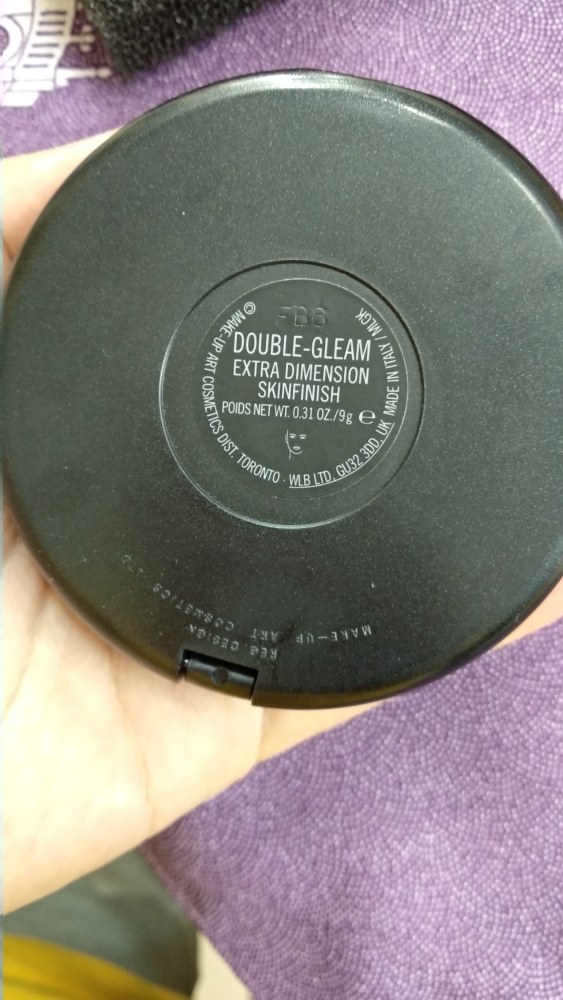 FB8
DOUBLE-GLEAM
EXTRA DIMENSION
SKINFINISH
POIDS NET WT. 0.31 OZ./9g ℮
© MAKE-UP ART COSMETICS DIST. TORONTO - WLB LTD. GU32 3DD, UK MADE IN ITALY / MLGK
MAKE-UP ART COSMETICS LTD.
REG. DESIGN